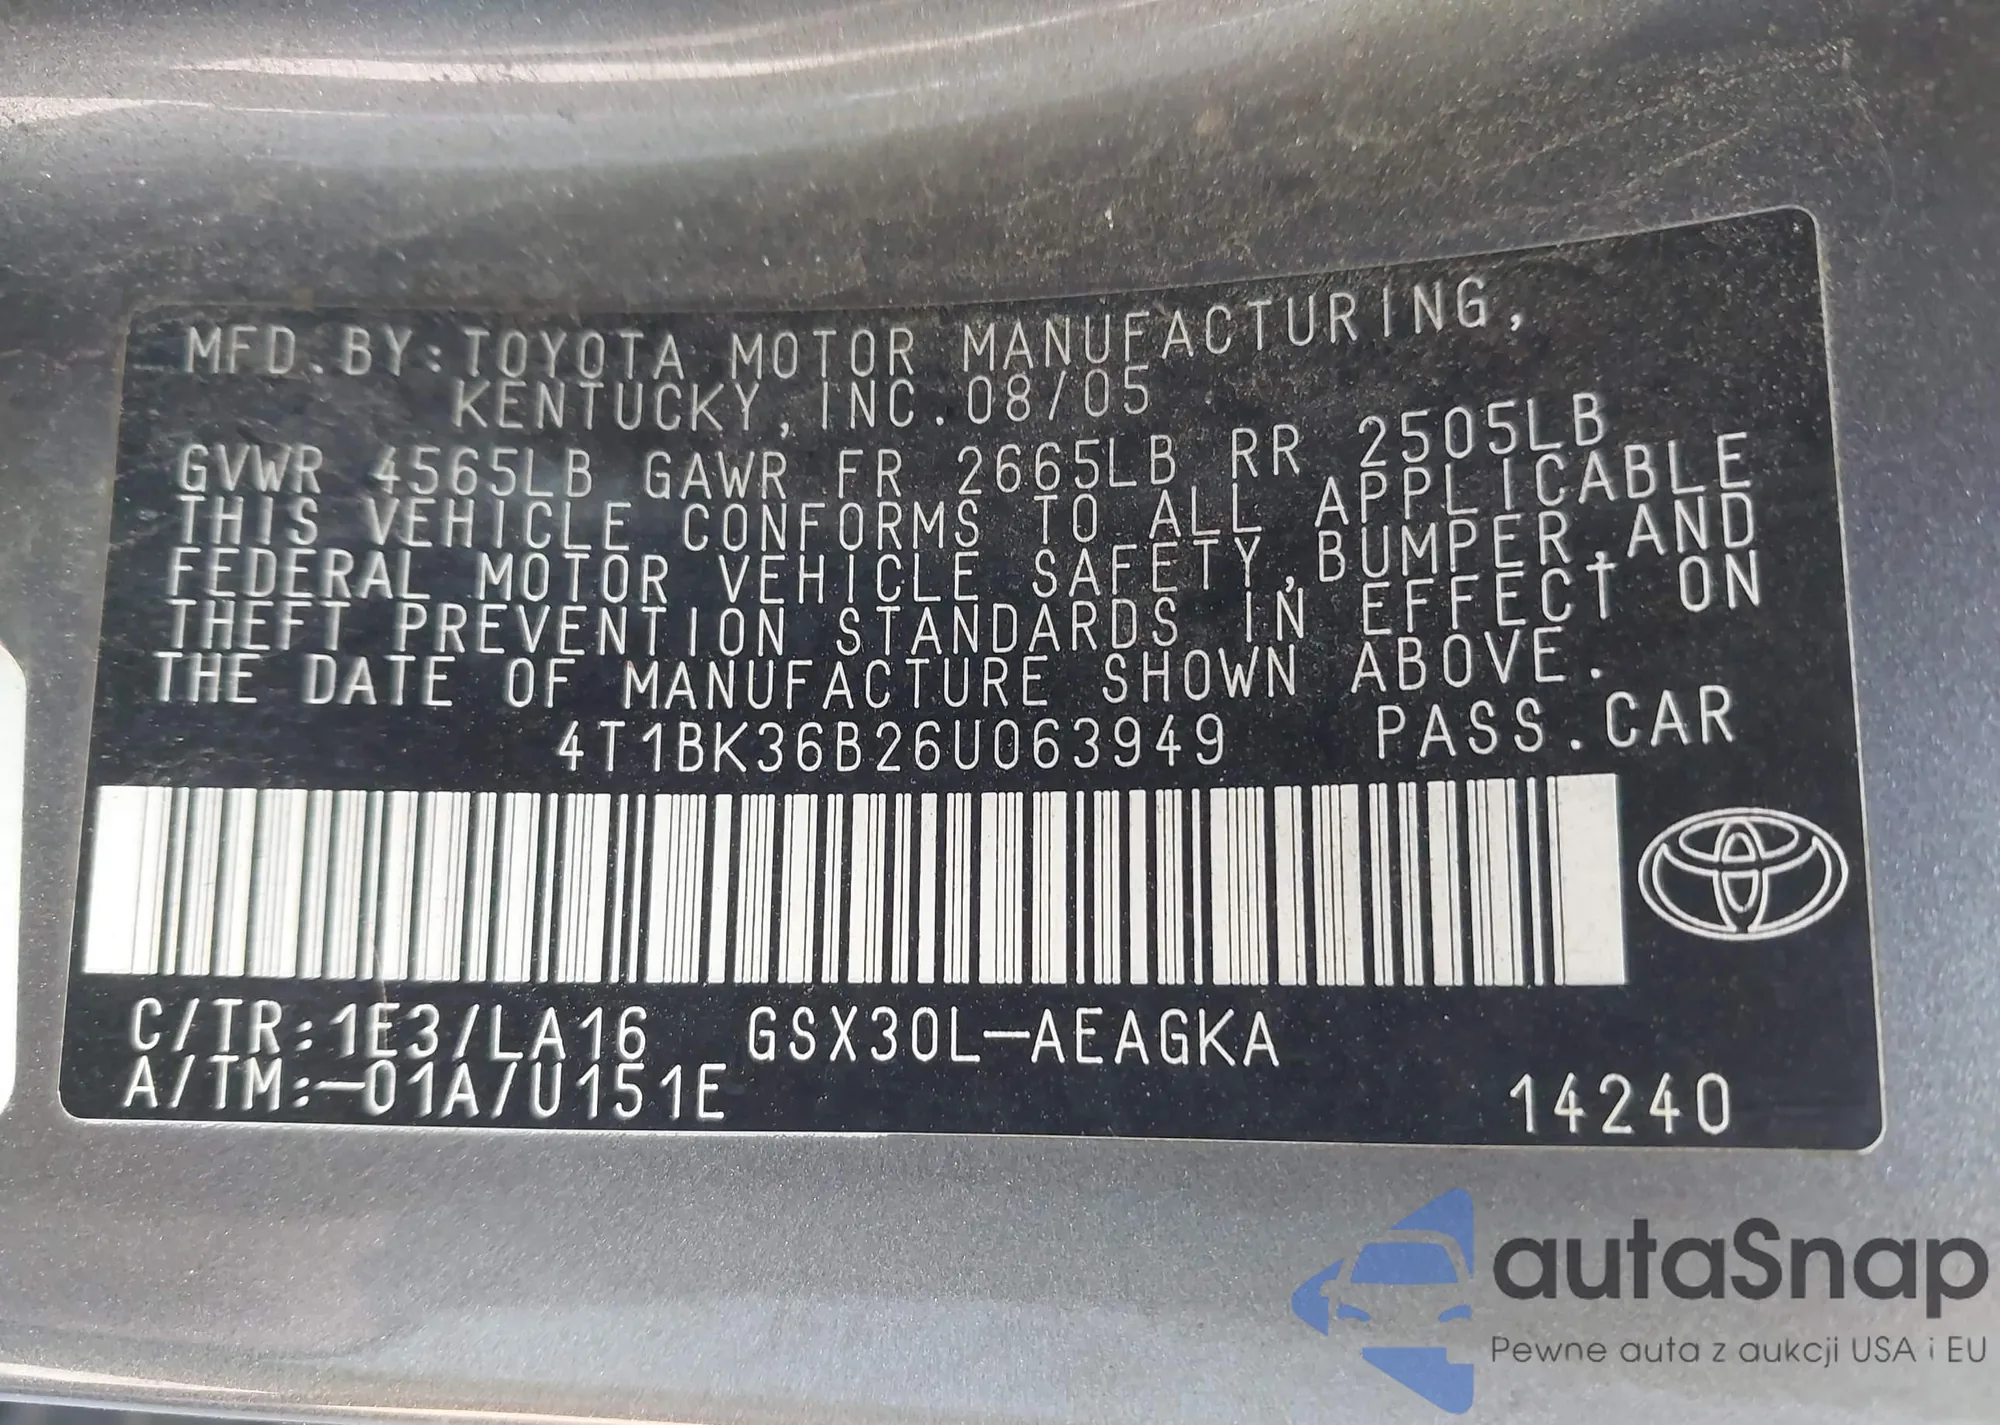 MFD.BY:TOYOTA MOTOR MANUFACTURING,
KENTUCKY, INC.08/05
GVWR 4565LB GAWR FR 2665LB RR 2505LB
THIS VEHICLE CONFORMS TO ALL APPLICABLE
FEDERAL MOTOR VEHICLE SAFETY,BUMPER,AND
THEFT PREVENTION STANDARDS IN EFFECT ON
THE DATE OF MANUFACTURE SHOWN ABOVE.
4T1BK36B26U063949 PASS.CAR
C/TR:1E3/LA16 GSX30L-AEAGKA
A/TM:-01A/U151E
14240
autaSnap
Pewne auta z aukcji USA i EU